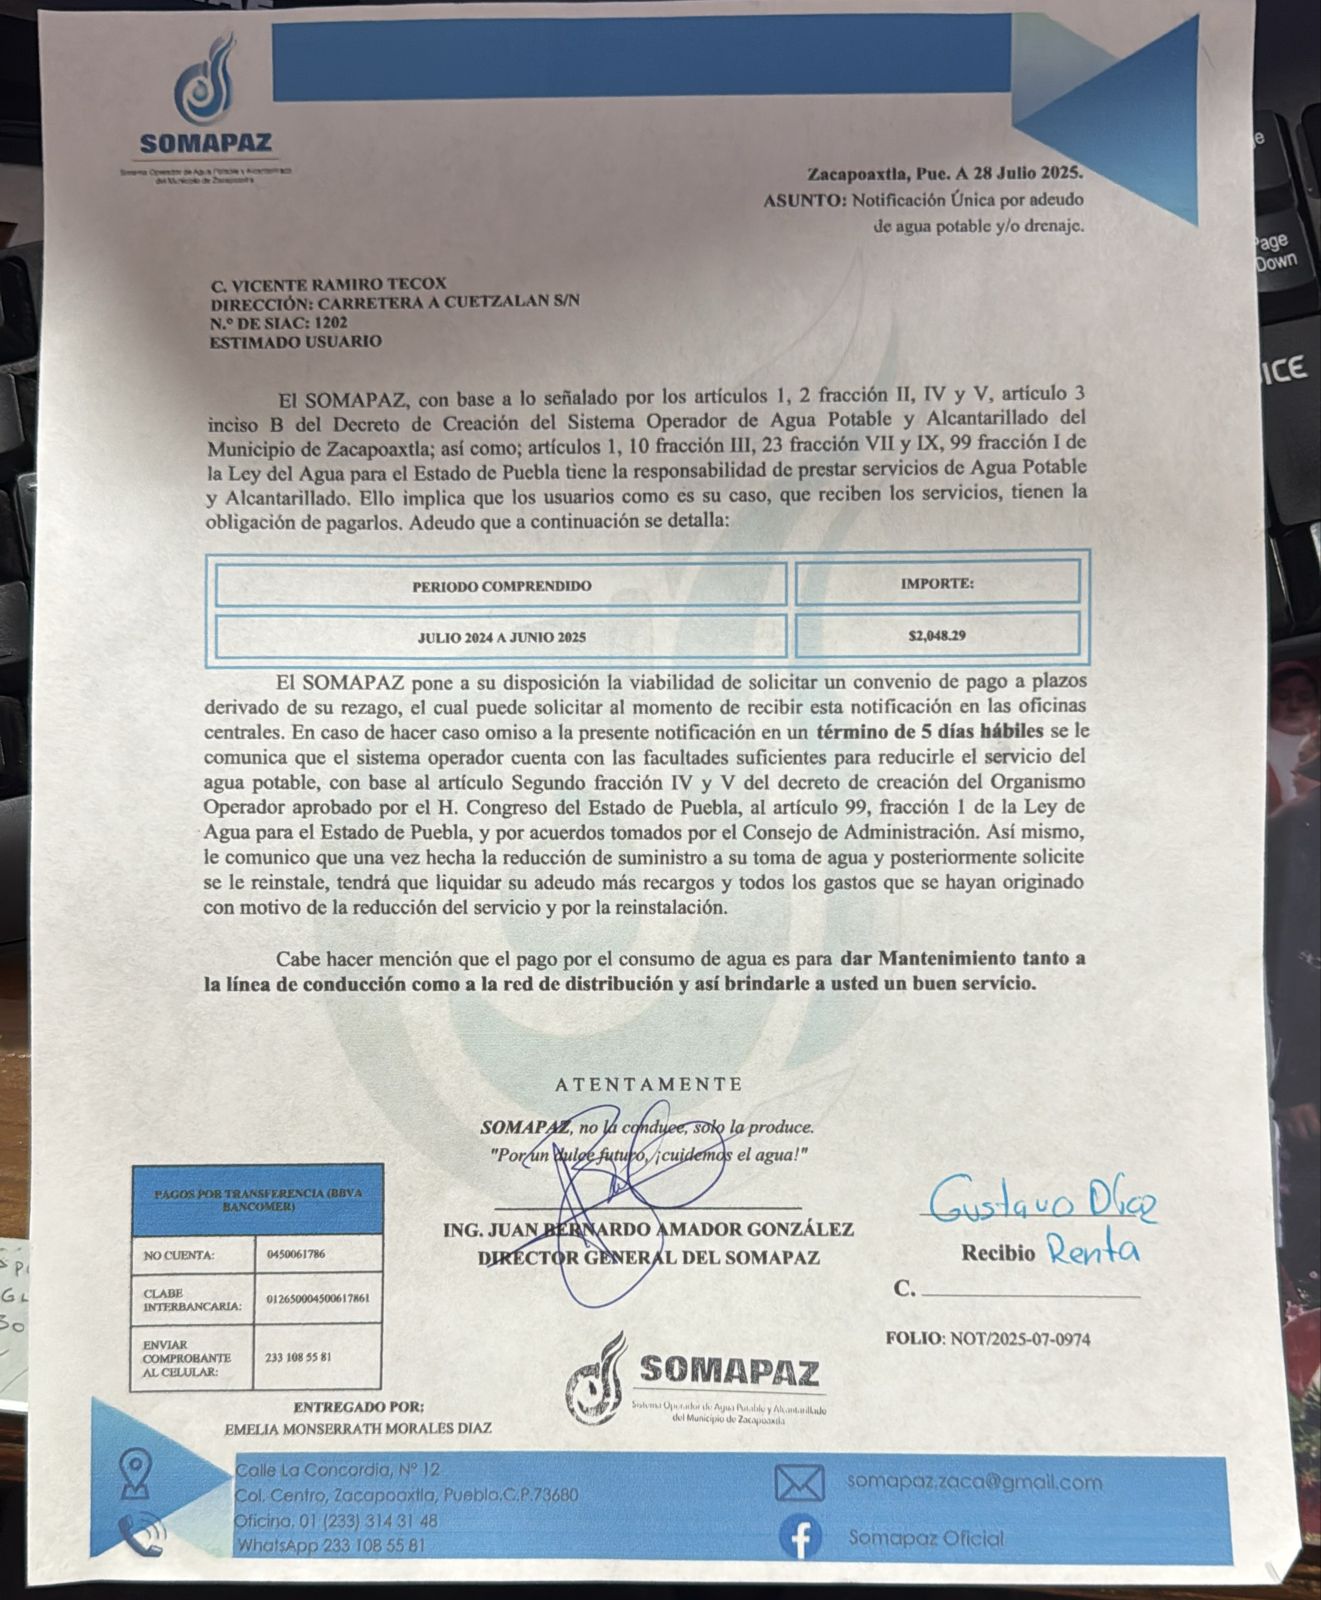 SOMAPAZ
Sistema Operador de Agua Potable y Alcantarillado
del Municipio de Zacapoaxtla
Zacapoaxtla, Pue. A 28 Julio 2025.
ASUNTO: Notificación Única por adeudo
de agua potable y/o drenaje.
C. VICENTE RAMIRO TECOX
DIRECCIÓN: CARRETERA A CUETZALAN S/N
N.º DE SIAC: 1202
ESTIMADO USUARIO
El SOMAPAZ, con base a lo señalado por los artículos 1, 2 fracción II, IV y V, artículo 3
inciso B del Decreto de Creación del Sistema Operador de Agua Potable y Alcantarillado del
Municipio de Zacapoaxtla; así como; artículos 1, 10 fracción III, 23 fracción VII y IX, 99 fracción I de
la Ley del Agua para el Estado de Puebla tiene la responsabilidad de prestar servicios de Agua Potable
y Alcantarillado. Ello implica que los usuarios como es su caso, que reciben los servicios, tienen la
obligación de pagarlos. Adeudo que a continuación se detalla:
PERIODO COMPRENDIDO
IMPORTE:
JULIO 2024 A JUNIO 2025
$2,048.29
El SOMAPAZ pone a su disposición la viabilidad de solicitar un convenio de pago a plazos
derivado de su rezago, el cual puede solicitar al momento de recibir esta notificación en las oficinas
centrales. En caso de hacer caso omiso a la presente notificación en un término de 5 días hábiles se le
comunica que el sistema operador cuenta con las facultades suficientes para reducirle el servicio del
agua potable, con base al artículo Segundo fracción IV y V del decreto de creación del Organismo
Operador aprobado por el H. Congreso del Estado de Puebla, al artículo 99, fracción 1 de la Ley de
Agua para el Estado de Puebla, y por acuerdos tomados por el Consejo de Administración. Así mismo,
le comunico que una vez hecha la reducción de suministro a su toma de agua y posteriormente solicite
se le reinstale, tendrá que liquidar su adeudo más recargos y todos los gastos que se hayan originado
con motivo de la reducción del servicio y por la reinstalación.
Cabe hacer mención que el pago por el consumo de agua es para dar Mantenimiento tanto a
la línea de conducción como a la red de distribución y así brindarle a usted un buen servicio.
ATENTAMENTE
SOMAPAZ, no la conduce, solo la produce.
"Por un dulce futuro, ¡cuidemos el agua!"
ING. JUAN BERNARDO AMADOR GONZÁLEZ
DIRECTOR GENERAL DEL SOMAPAZ
Gustavo Díaz
Recibio Renta
C.
FOLIO: NOT/2025-07-0974
PAGOS POR TRANSFERENCIA (BBVA
BANCOMER)
NO CUENTA:
0450061786
CLABE
INTERBANCARIA:
012650004500617861
ENVIAR
COMPROBANTE
AL CELULAR:
233 108 55 81
ENTREGADO POR:
EMELIA MONSERRATH MORALES DIAZ
SOMAPAZ
Sistema Operador de Agua Potable y Alcantarillado
del Municipio de Zacapoaxtla
Calle La Concordia, Nº 12
Col. Centro, Zacapoaxtla, Puebla.C.P.73680
Oficina. 01 (233) 314 31 48
WhatsApp 233 108 55 81
somapaz.zaca@gmail.com
Somapaz Oficial
Page
Down
ICE